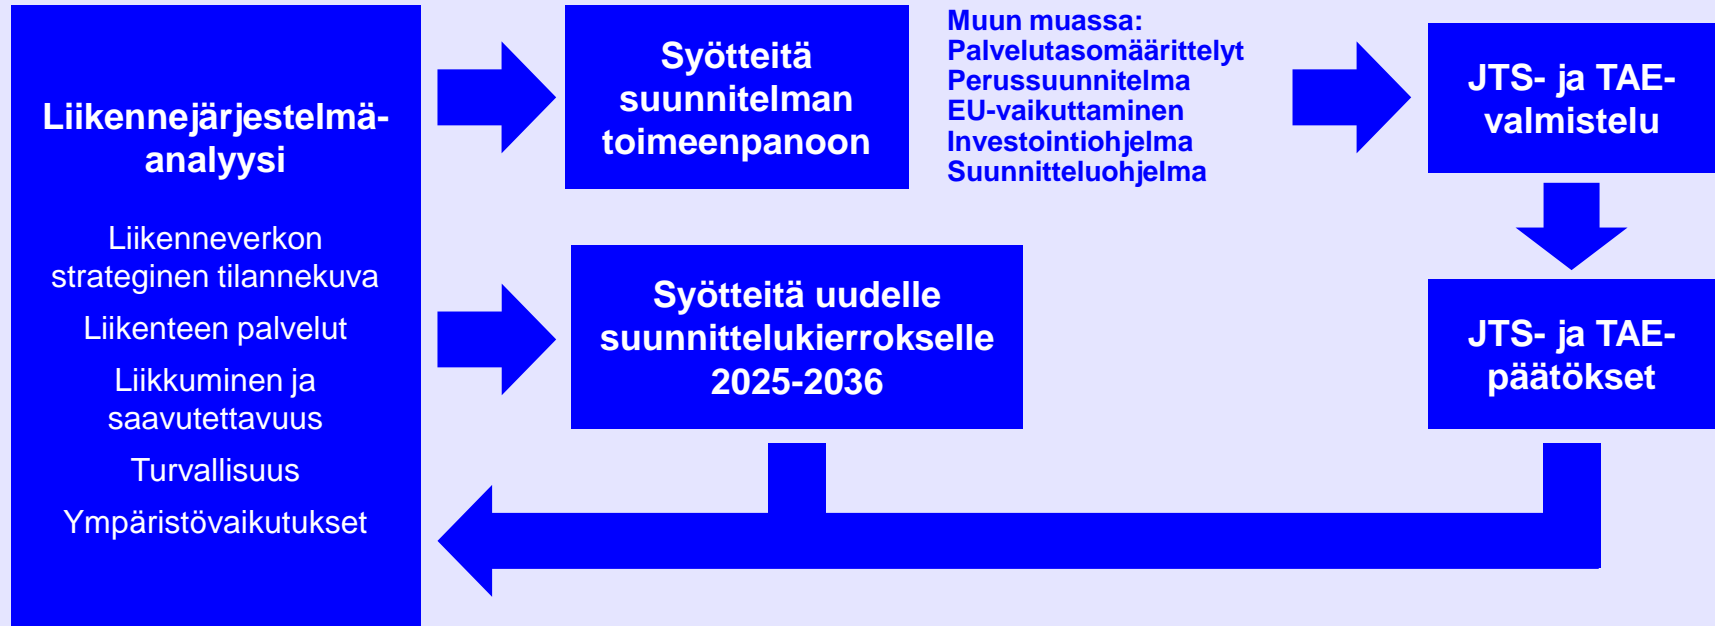 Liikennejärjestelmä-
analyysi
Liikenneverkon
strateginen tilannekuva
Liikenteen palvelut
Liikkuminen ja
saavutettavuus
Turvallisuus
Ympäristövaikutukset
Syötteitä
suunnitelman
toimeenpanoon
Muun muassa:
Palvelutasomäärittelyt
Perussuunnitelma
EU-vaikuttaminen
Investointiohjelma
Suunnitteluohjelma
JTS- ja TAE-
valmistelu
Syötteitä uudelle
suunnittelukierrokselle
2025-2036
JTS- ja TAE-
päätökset